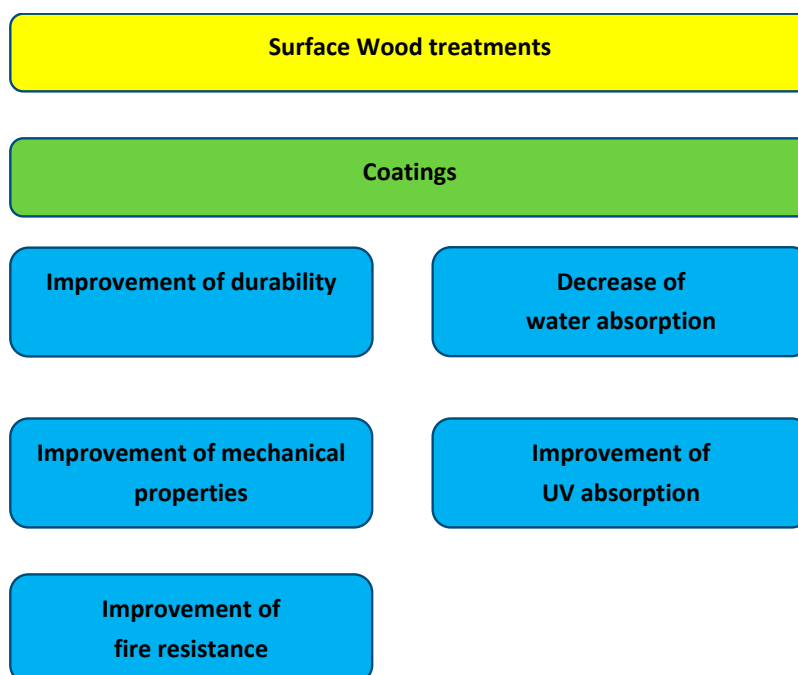 Surface Wood treatments
Coatings
Improvement of durability
Decrease of
water absorption
Improvement of mechanical
properties
Improvement of
UV absorption
Improvement of
fire resistance